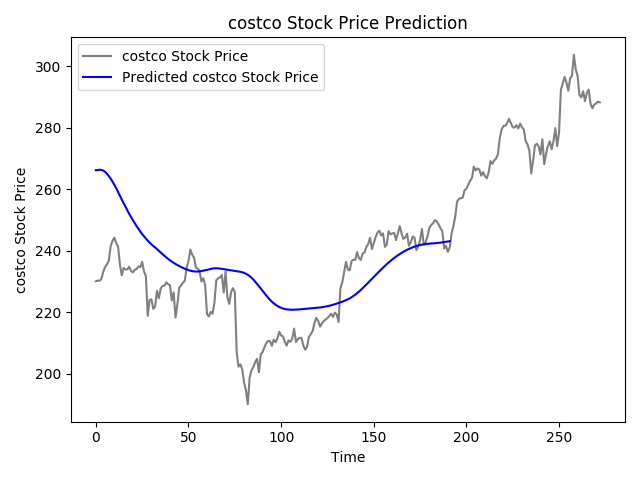 costco Stock Price Prediction
costco Stock Price
Predicted costco Stock Price
costco Stock Price
300
280
260
240
220
200
0 50 100 150 200 250
Time